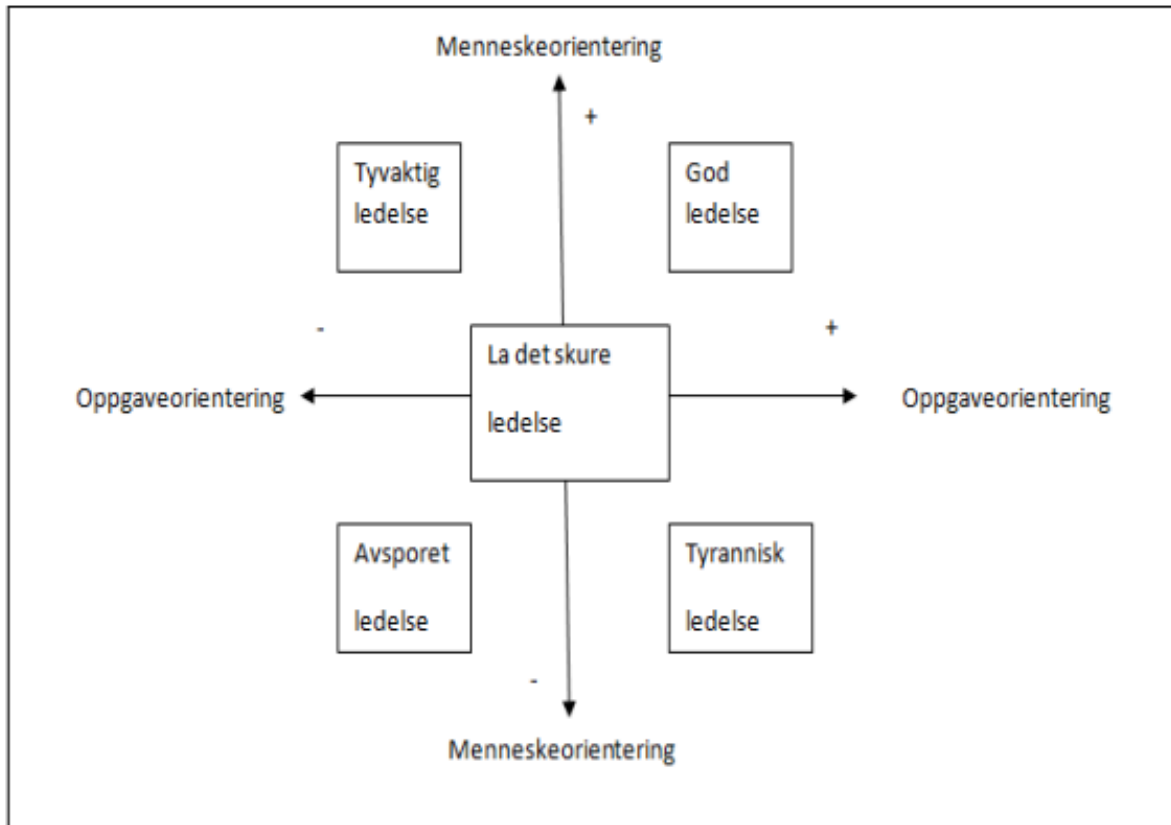 Menneskeorientering
+
Tyvaktig
ledelse
God
ledelse
-
+
La det skure
ledelse
Oppgaveorientering
Oppgaveorientering
Avsporet
ledelse
Tyrannisk
ledelse
-
Menneskeorientering